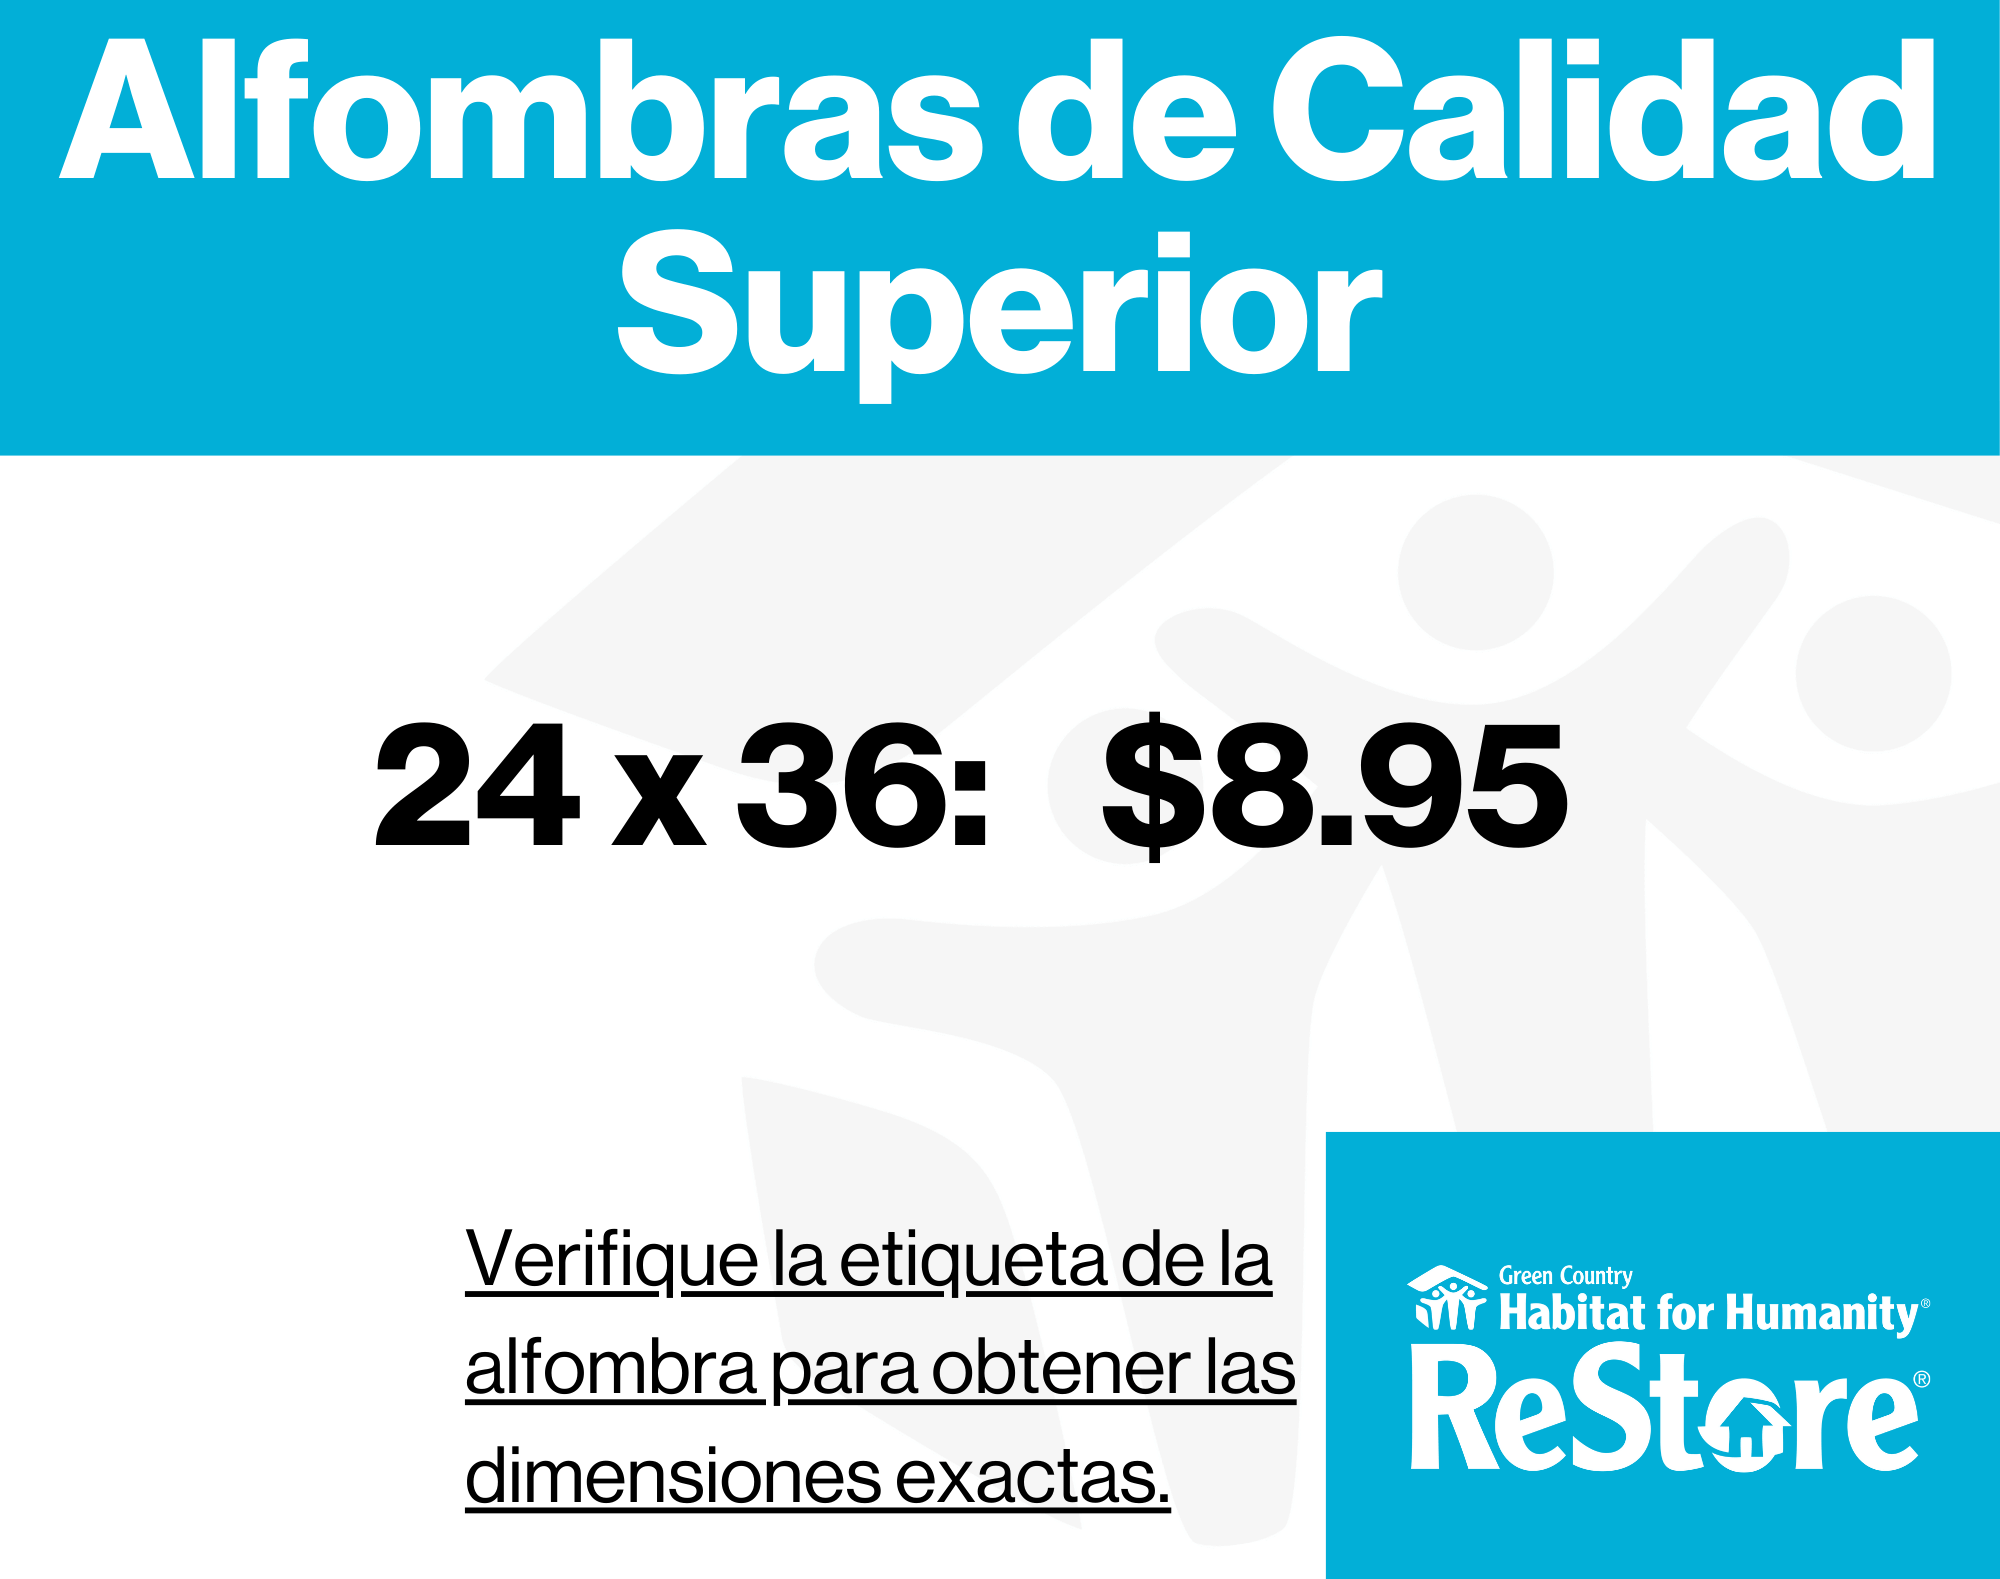 Alfombras de Calidad
Superior
24 x 36: $8.95
Verifique la etiqueta de la
alfombra para obtener las
dimensiones exactas.
Green Country
Habitat for Humanity®
ReStore®